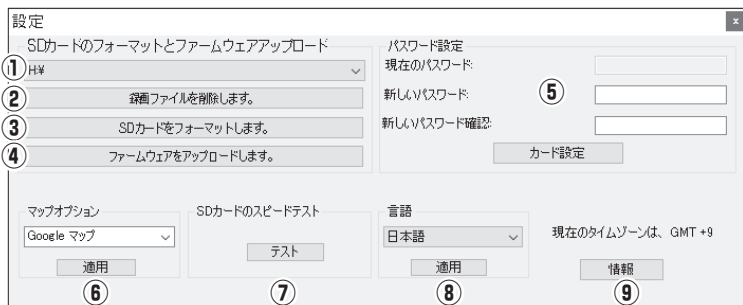 設定
x
SDカードのフォーマットとファームウェアアップロード
① H:¥
② 録画ファイルを削除します。
③ SDカードをフォーマットします。
④ ファームウェアをアップロードします。
パスワード設定
現在のパスワード:
新しいパスワード:
⑤
新しいパスワード確認:
カード設定
マップオプション
Google マップ
適用
⑥
SDカードのスピードテスト
テスト
⑦
言語
日本語
適用
⑧
現在のタイムゾーンは、GMT +9
情報
⑨